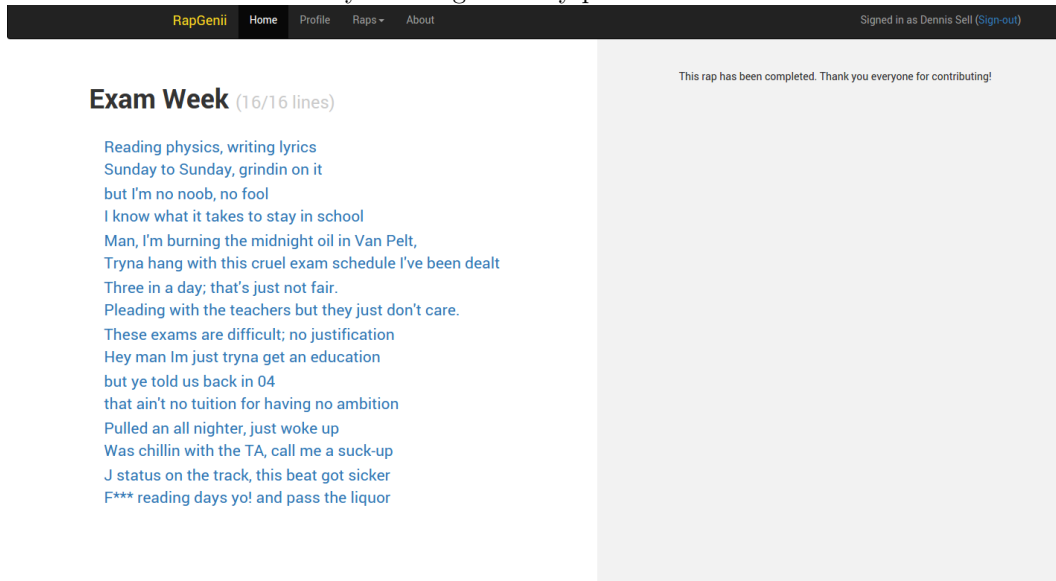 RapGenii Home Profile Raps About Signed in as Dennis Sell (Sign-out)
This rap has been completed. Thank you everyone for contributing!
Exam Week (16/16 lines)
Reading physics, writing lyrics
Sunday to Sunday, grindin on it
but I'm no noob, no fool
I know what it takes to stay in school
Man, I'm burning the midnight oil in Van Pelt,
Tryna hang with this cruel exam schedule I've been dealt
Three in a day; that's just not fair.
Pleading with the teachers but they just don't care.
These exams are difficult; no justification
Hey man Im just tryna get an education
but ye told us back in 04
that ain't no tuition for having no ambition
Pulled an all nighter, just woke up
Was chillin with the TA, call me a suck-up
J status on the track, this beat got sicker
F*** reading days yo! and pass the liquor